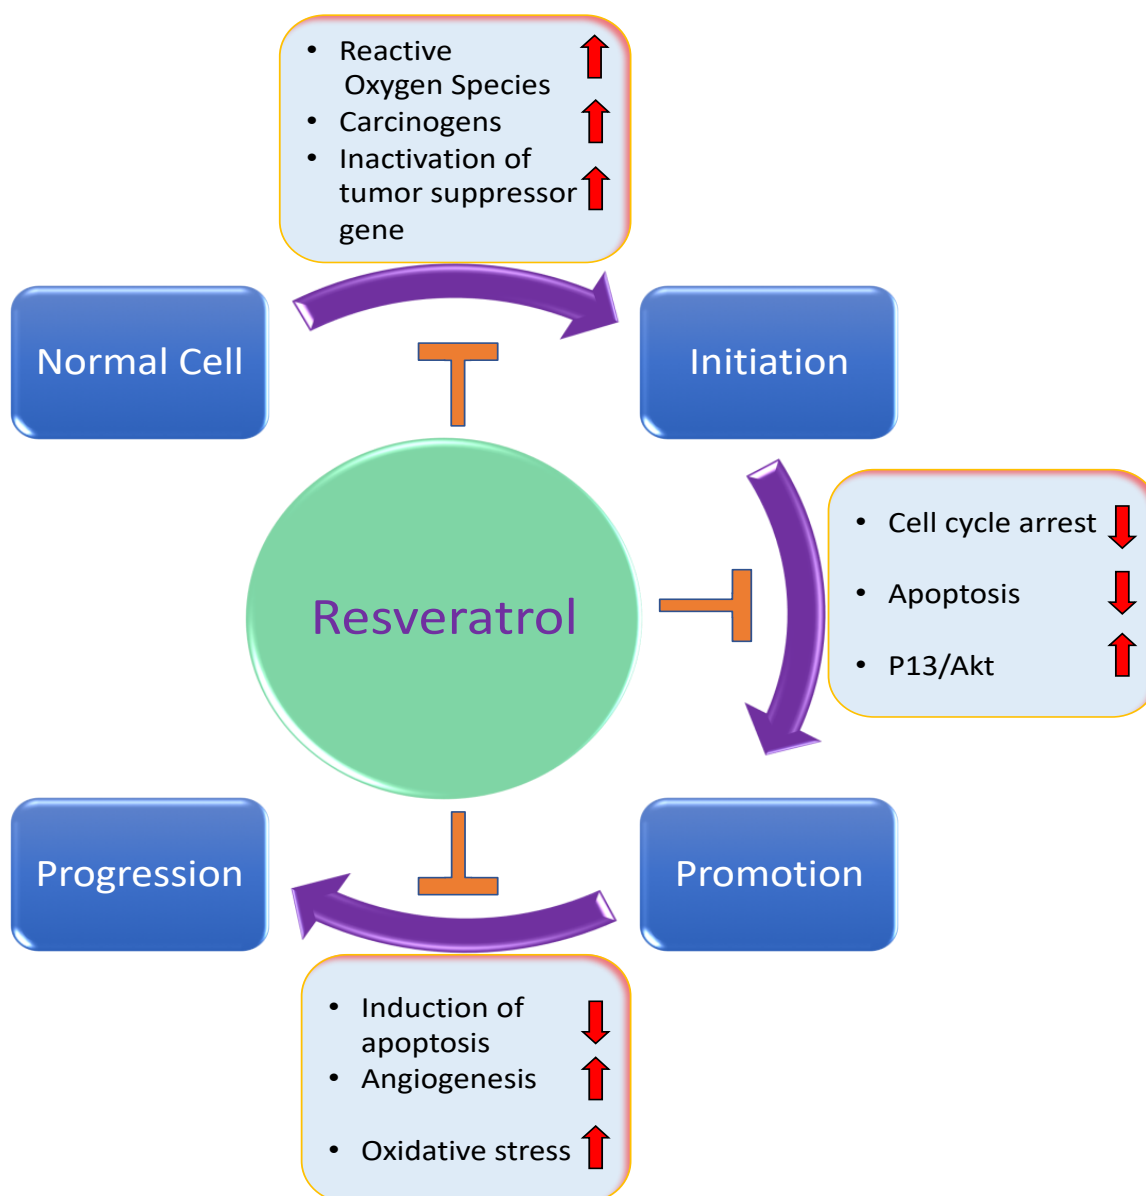 • Reactive
Oxygen Species
• Carcinogens
• Inactivation of
tumor suppressor
gene
Normal Cell
Initiation
• Cell cycle arrest
• Apoptosis
• P13/Akt
Resveratrol
Progression
Promotion
• Induction of
apoptosis
• Angiogenesis
• Oxidative stress